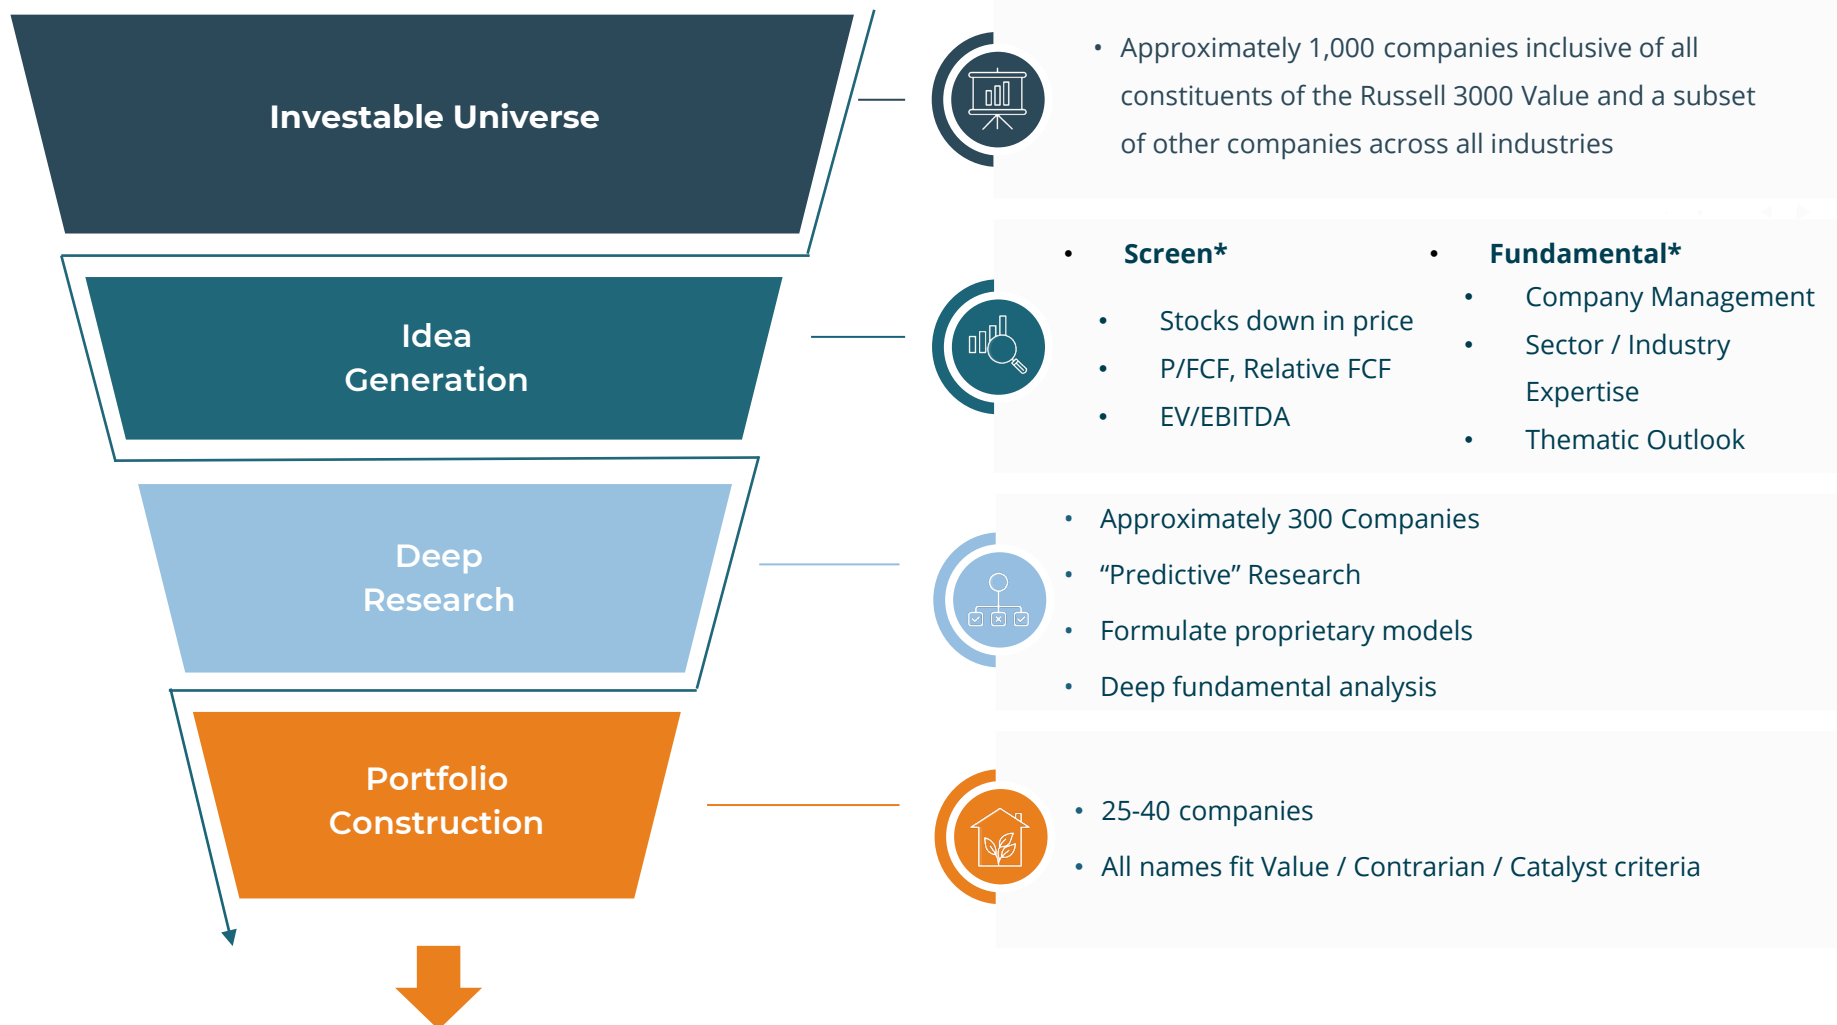 Investable Universe
• Approximately 1,000 companies inclusive of all
constituents of the Russell 3000 Value and a subset
of other companies across all industries
Idea
Generation
• Screen*
• Stocks down in price
• P/FCF, Relative FCF
• EV/EBITDA
• Fundamental*
• Company Management
• Sector / Industry
Expertise
• Thematic Outlook
Deep
Research
• Approximately 300 Companies
• “Predictive” Research
• Formulate proprietary models
• Deep fundamental analysis
Portfolio
Construction
• 25-40 companies
• All names fit Value / Contrarian / Catalyst criteria